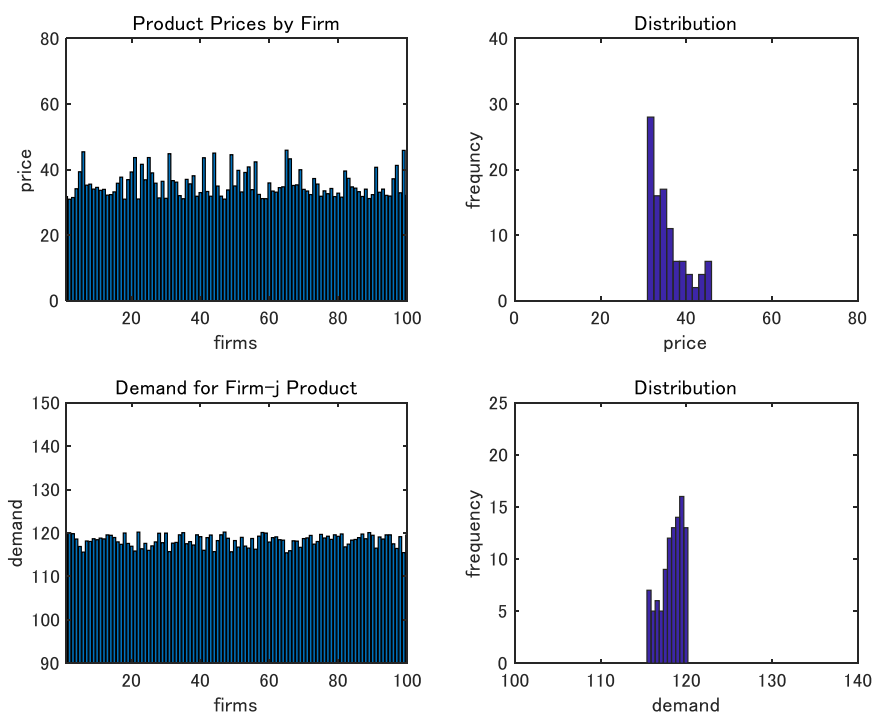 Product Prices by Firm
80
60
40
20
0
price
20 40 60 80 100
firms
Distribution
40
30
20
10
0
frequncy
0 20 40 60 80
price
Demand for Firm-j Product
150
140
130
120
110
100
90
demand
20 40 60 80 100
firms
Distribution
25
20
15
10
5
0
frequency
100 110 120 130 140
demand